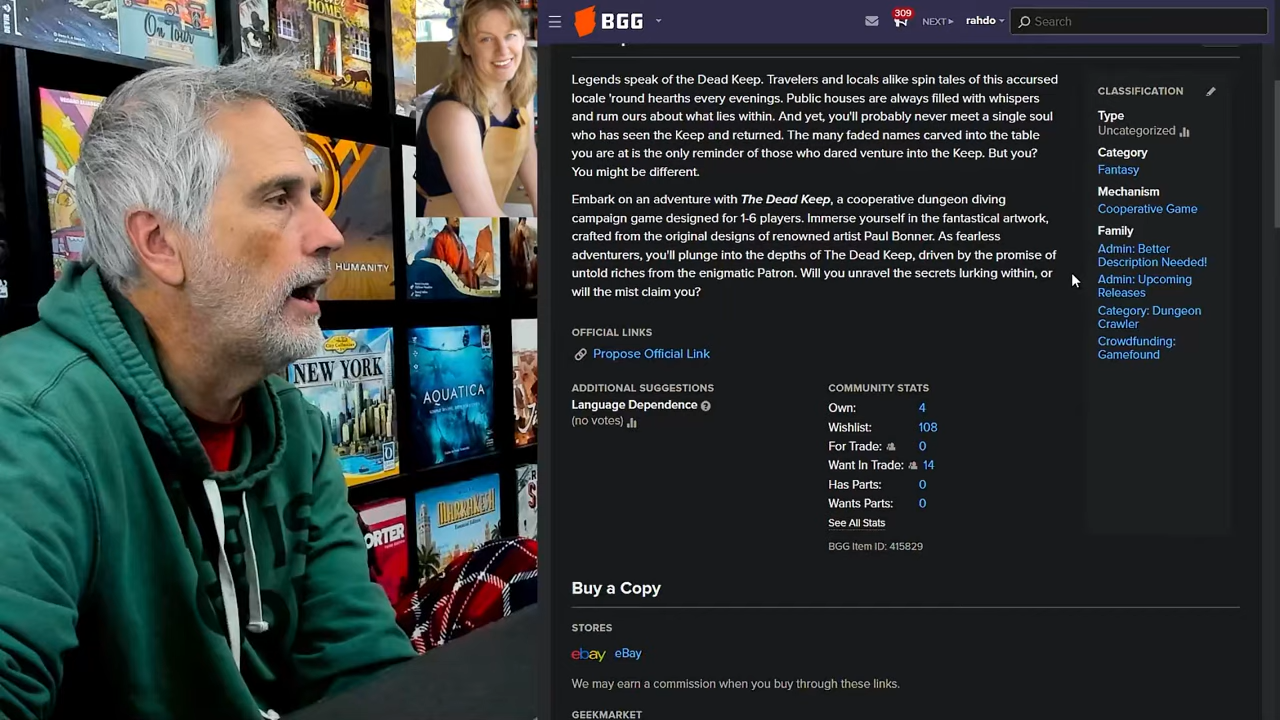 On Tour
HOME
HUMANITY
NEW YORK
AQUATICA
MARRAKESH
ORTER
BGG
309
NEXT
rahdo
Search
Legends speak of the Dead Keep. Travelers and locals alike spin tales of this accursed
locale 'round hearths every evenings. Public houses are always filled with whispers
and rum ours about what lies within. And yet, you'll probably never meet a single soul
who has seen the Keep and returned. The many faded names carved into the table
you are at is the only reminder of those who dared venture into the Keep. But you?
You might be different.
Embark on an adventure with The Dead Keep, a cooperative dungeon diving
campaign game designed for 1-6 players. Immerse yourself in the fantastical artwork,
crafted from the original designs of renowned artist Paul Bonner. As fearless
adventurers, you'll plunge into the depths of The Dead Keep, driven by the promise of
untold riches from the enigmatic Patron. Will you unravel the secrets lurking within, or
will the mist claim you?
OFFICIAL LINKS
Propose Official Link
ADDITIONAL SUGGESTIONS
Language Dependence
(no votes)
COMMUNITY STATS
Own: 4
Wishlist: 108
For Trade: 0
Want In Trade: 14
Has Parts: 0
Wants Parts: 0
See All Stats
BGG Item ID: 415829
CLASSIFICATION
Type
Uncategorized
Category
Fantasy
Mechanism
Cooperative Game
Family
Admin: Better
Description Needed!
Admin: Upcoming
Releases
Category: Dungeon
Crawler
Crowdfunding:
Gamefound
Buy a Copy
STORES
ebay eBay
We may earn a commission when you buy through these links.
GEEKMARKET